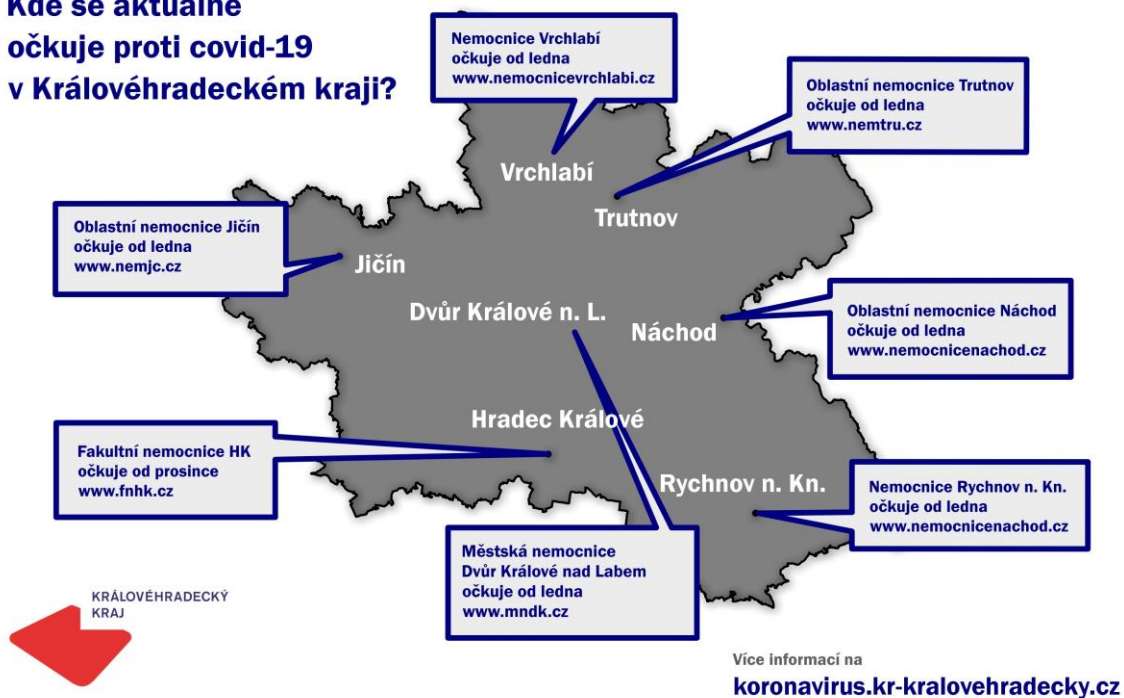 Kde se aktuálně
očkuje proti covid-19
v Královéhradeckém kraji?
Nemocnice Vrchlabí
očkuje od ledna
www.nemocnicevrchlabi.cz
Oblastní nemocnice Trutnov
očkuje od ledna
www.nemtru.cz
Vrchlabí
Trutnov
Oblastní nemocnice Jičín
očkuje od ledna
www.nemjc.cz
Jičín
Dvůr Králové n. L.
Náchod
Oblastní nemocnice Náchod
očkuje od ledna
www.nemocnicenachod.cz
Hradec Králové
Fakultní nemocnice HK
očkuje od prosince
www.fnhk.cz
Rychnov n. Kn.
Nemocnice Rychnov n. Kn.
očkuje od ledna
www.nemocnicenachod.cz
Městská nemocnice
Dvůr Králové nad Labem
očkuje od ledna
www.mndk.cz
KRÁLOVÉHRADECKÝ
KRAJ
Více informací na
koronavirus.kr-kralovehradecky.cz